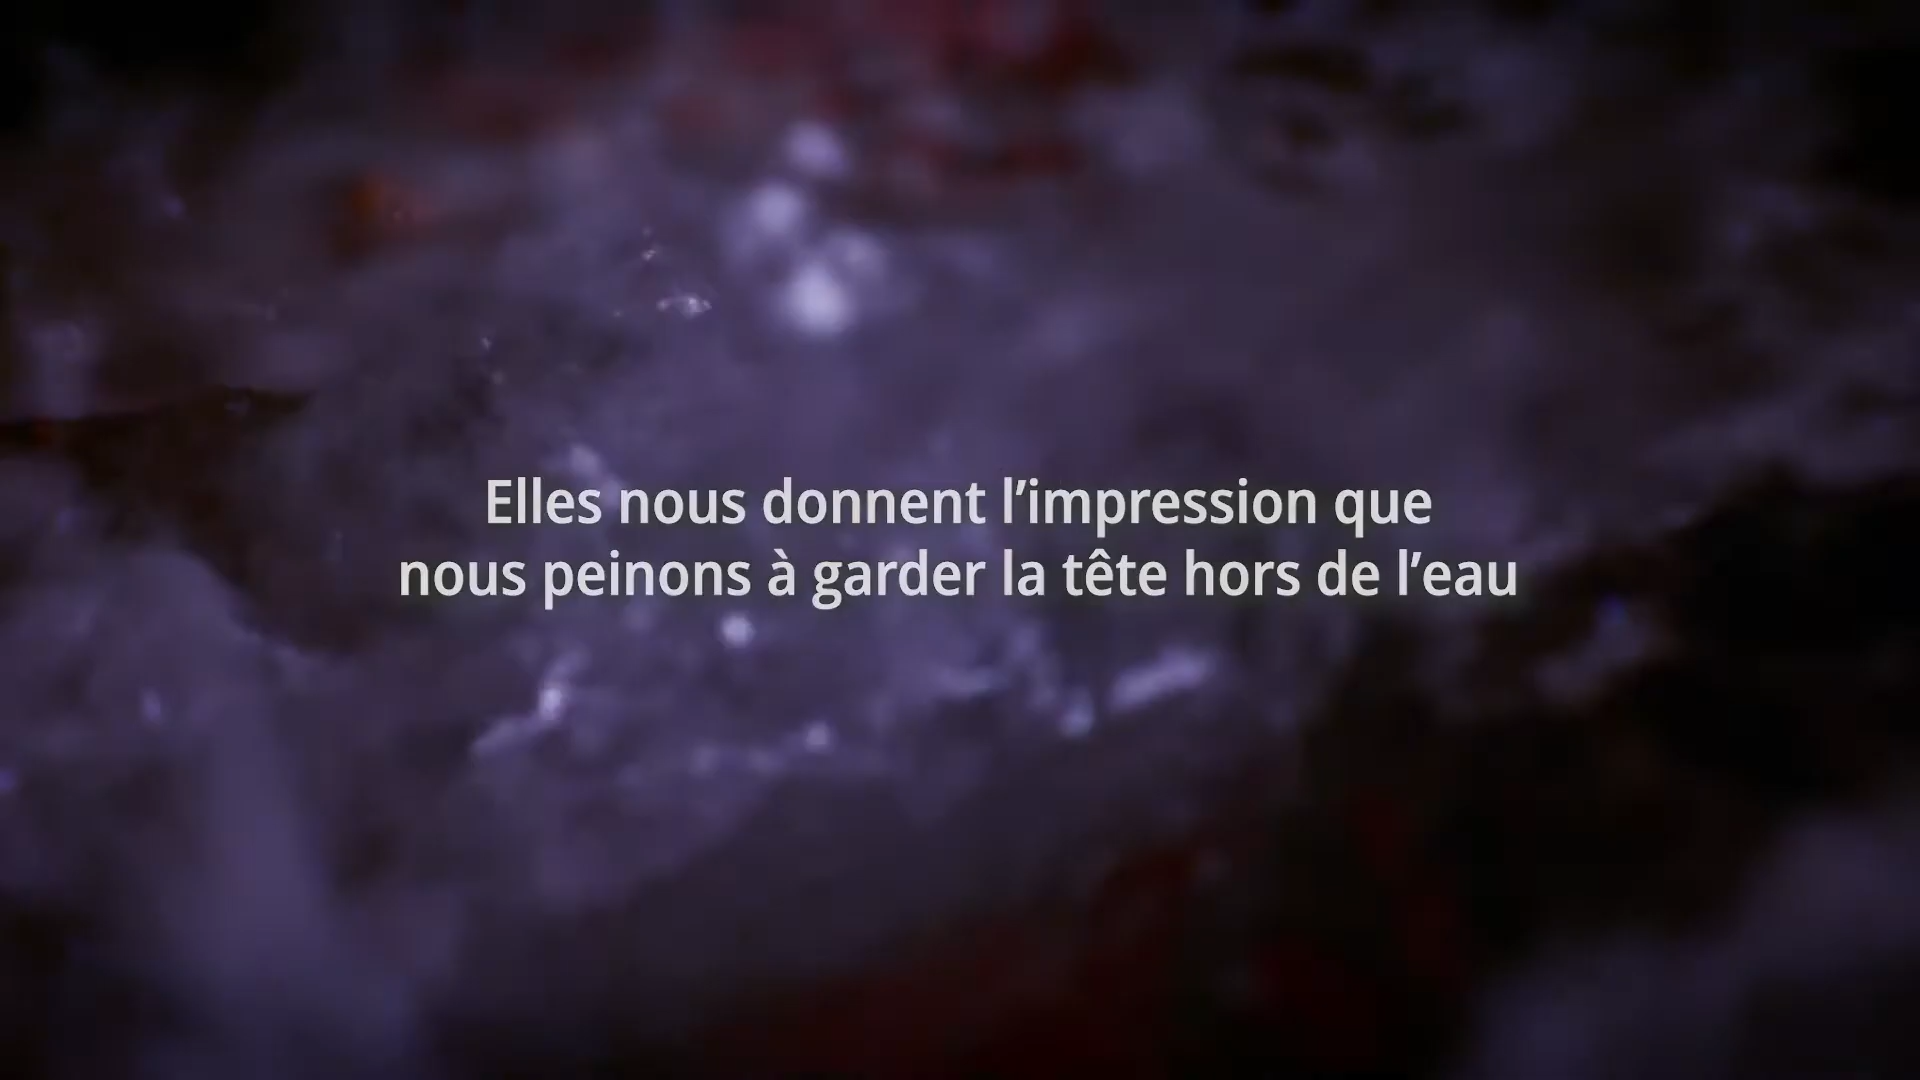 Elles nous donnent l’impression que
nous peinons à garder la tête hors de l’eau